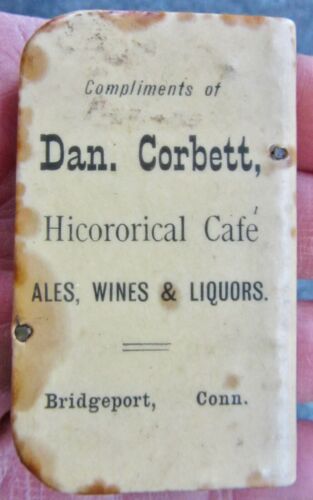 Compliments of
Dan. Corbett,
Hicororical Café
ALES, WINES & LIQUORS.
Bridgeport, Conn.